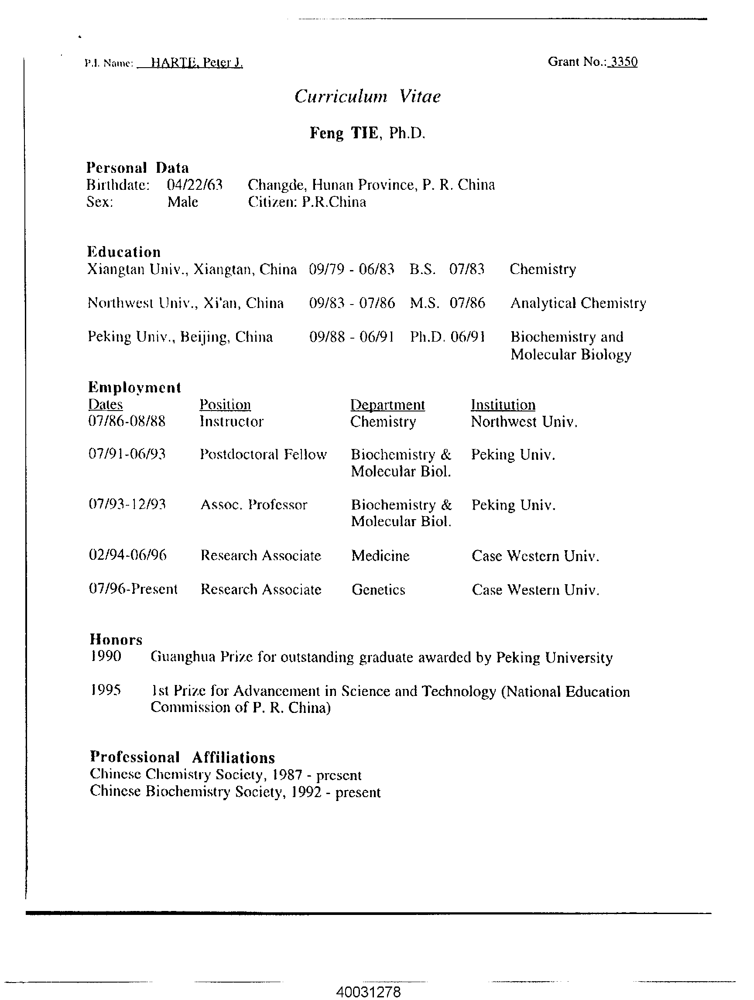 P.I. Name: HARTE, Peter J. Grant No.: 3350
Curriculum Vitae
Feng TIE, Ph.D.
Personal Data
Birthdate: 04/22/63 Changde, Hunan Province, P. R. China
Sex: Male Citizen: P.R.China
Education
Xiangtan Univ., Xiangtan, China 09/79 - 06/83 B.S. 07/83 Chemistry
Northwest Univ., Xi'an, China 09/83 - 07/86 M.S. 07/86 Analytical Chemistry
Peking Univ., Beijing, China 09/88 - 06/91 Ph.D. 06/91 Biochemistry and
Molecular Biology
Employment
Dates Position Department Institution
07/86-08/88 Instructor Chemistry Northwest Univ.
07/91-06/93 Postdoctoral Fellow Biochemistry & Peking Univ.
Molecular Biol.
07/93-12/93 Assoc. Professor Biochemistry & Peking Univ.
Molecular Biol.
02/94-06/96 Research Associate Medicine Case Western Univ.
07/96-Present Research Associate Genetics Case Western Univ.
Honors
1990 Guanghua Prize for outstanding graduate awarded by Peking University
1995 1st Prize for Advancement in Science and Technology (National Education
Commission of P. R. China)
Professional Affiliations
Chinese Chemistry Society, 1987 - present
Chinese Biochemistry Society, 1992 - present
40031278